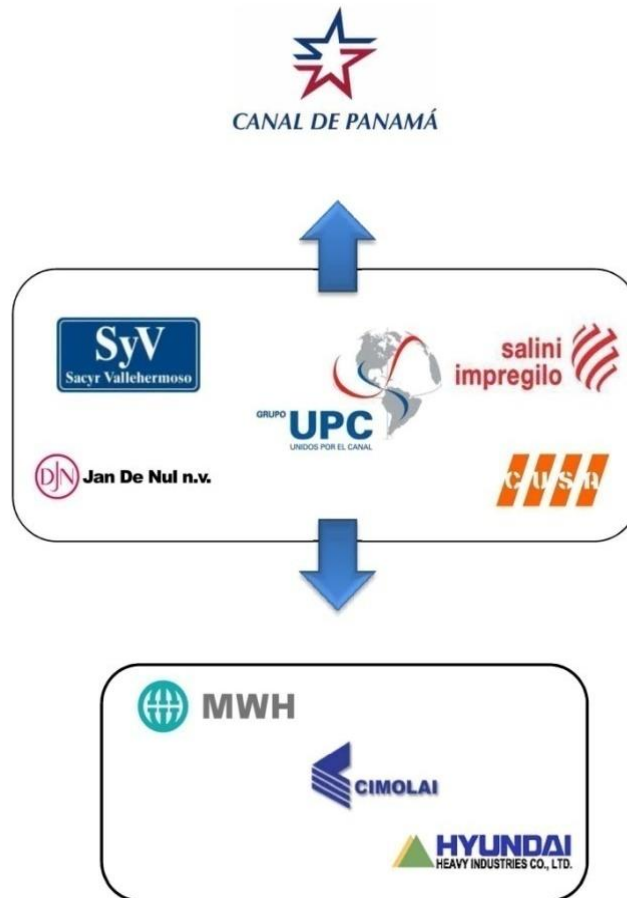 CANAL DE PANAMÁ
SyV
Sacyr Vallehermoso
GRUPO UPC
UNIDOS POR EL CANAL
salini
impregilo
DJN Jan De Nul n.v.
cusa
MWH
CIMOLAI
HYUNDAI
HEAVY INDUSTRIES CO., LTD.